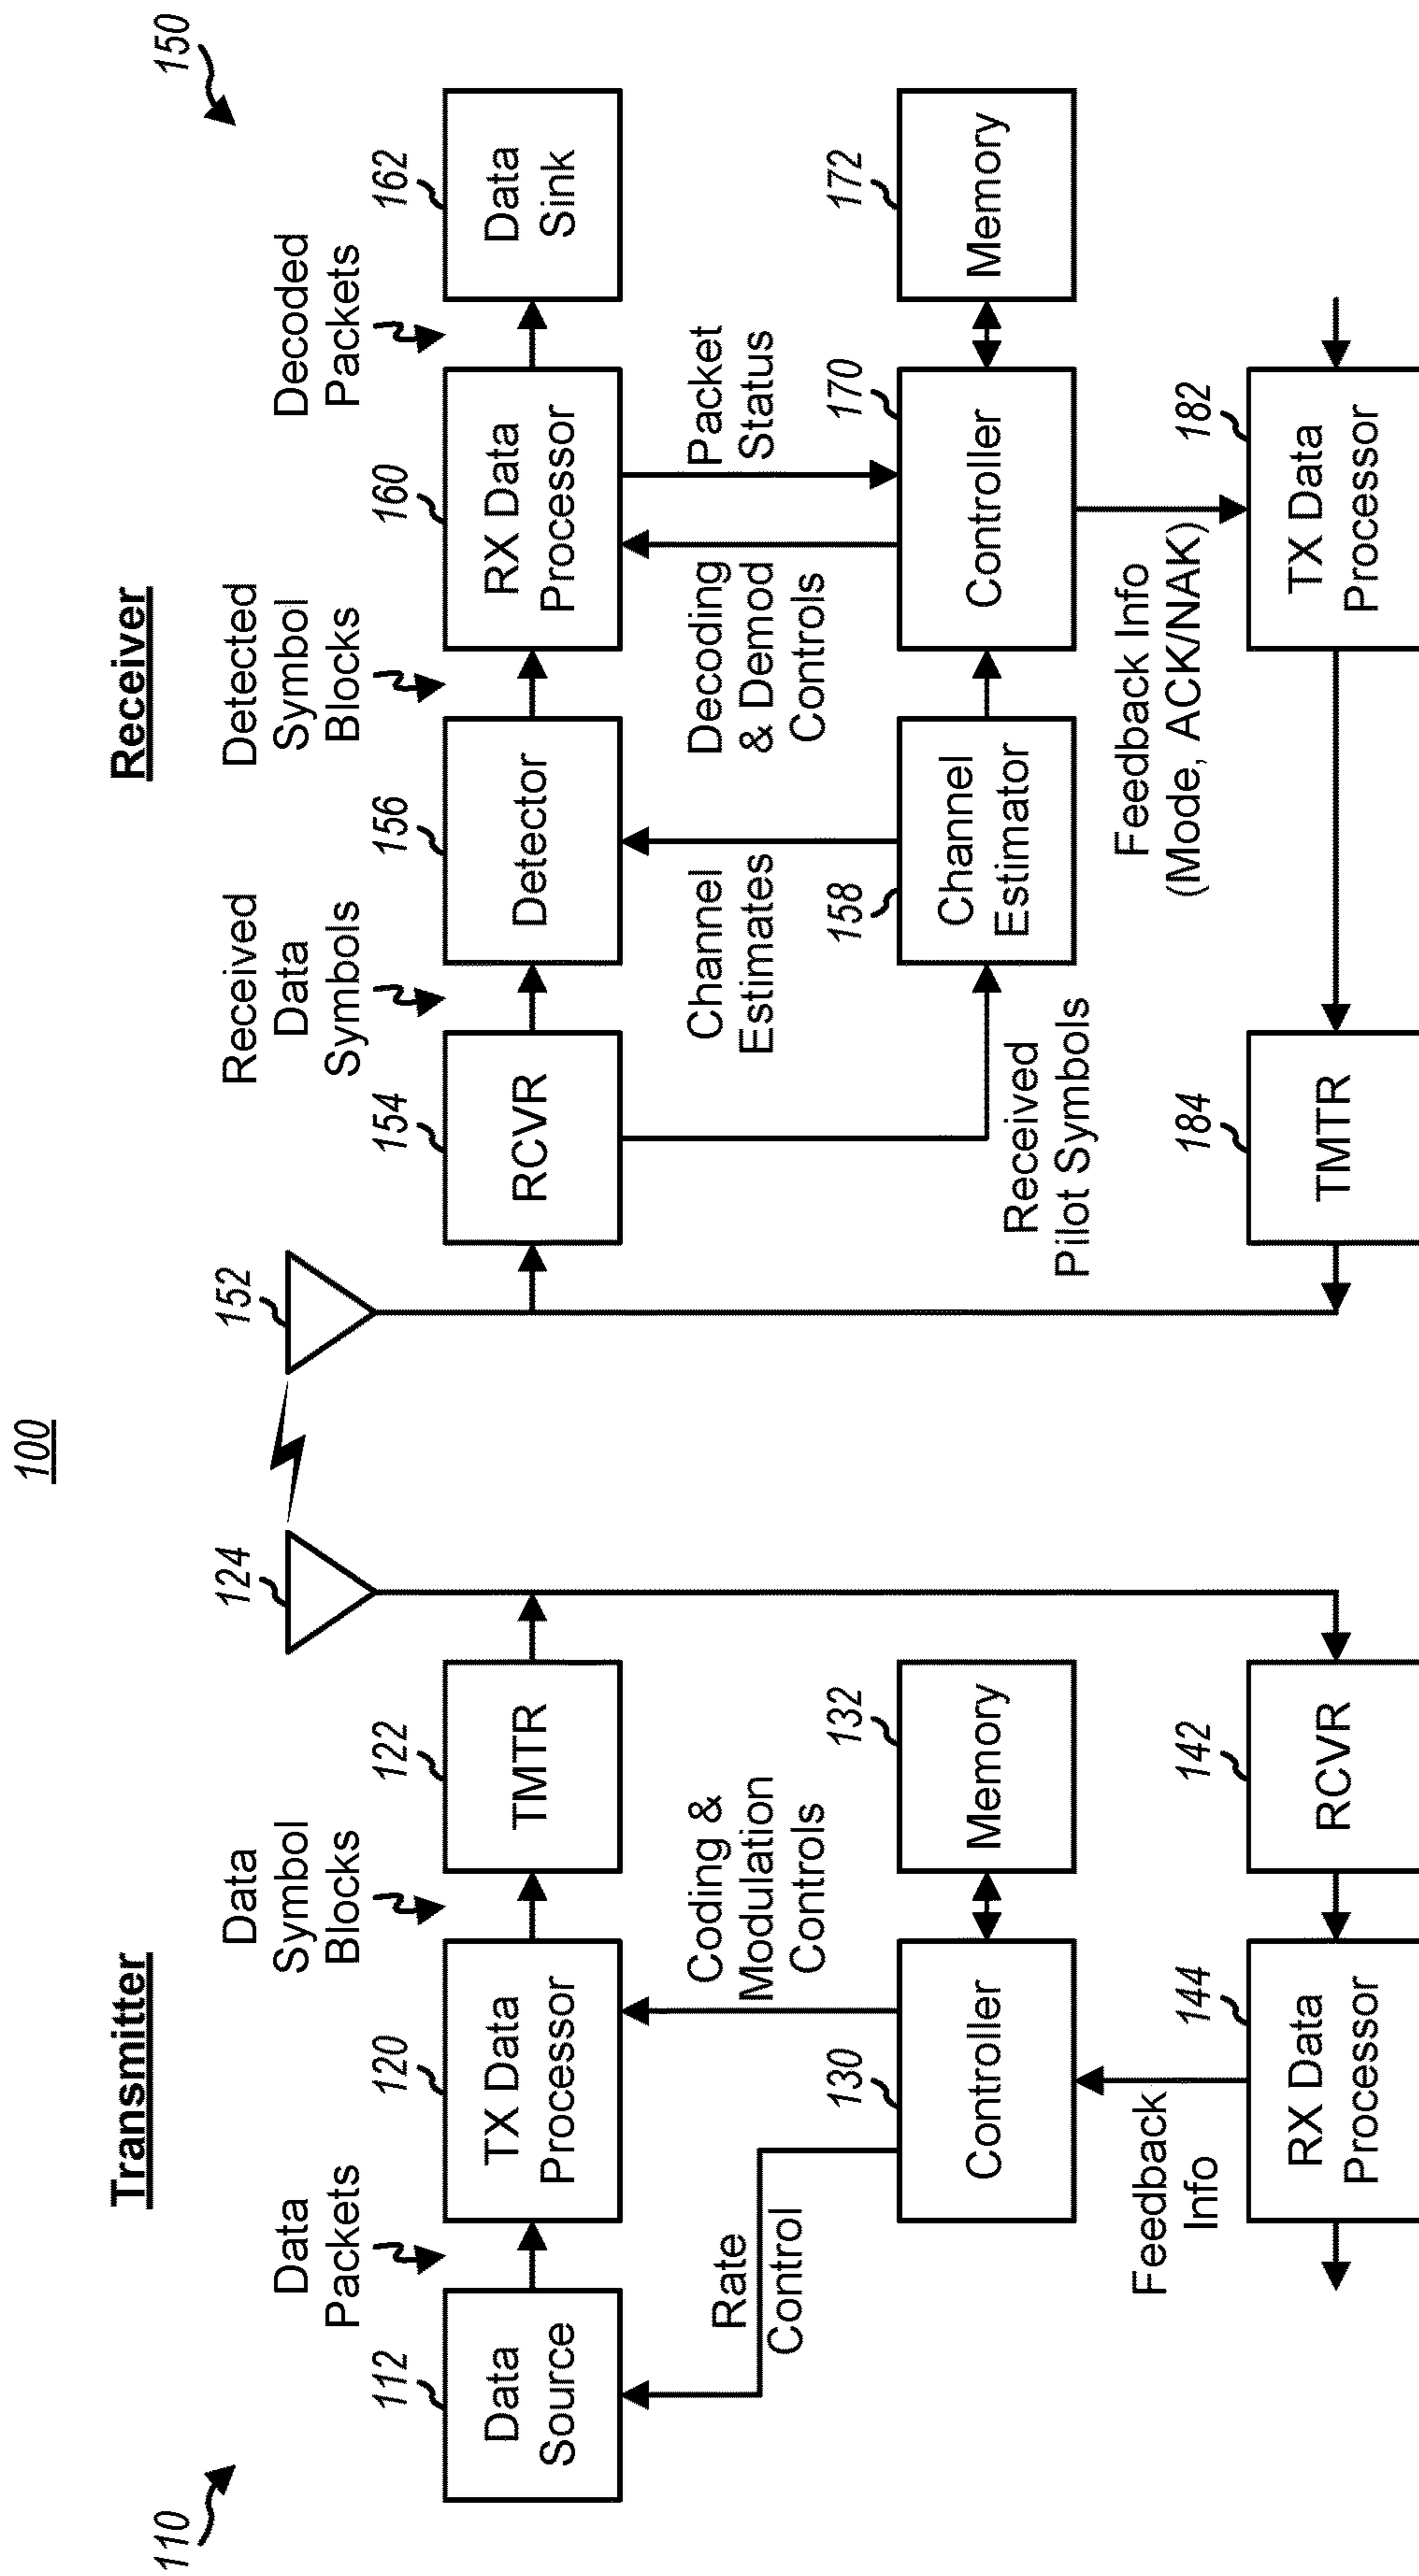 100
Transmitter
Receiver
110
150
124
152
Data
Packets
Data
Symbol
Blocks
Received
Data
Symbols
Detected
Symbol
Blocks
Decoded
Packets
112
120
122
154
156
160
162
Data
Source
TX Data
Processor
TMTR
RCVR
Detector
RX Data
Processor
Data
Sink
Rate
Control
Coding &
Modulation
Controls
Channel
Estimates
Decoding
& Demod
Controls
Packet
Status
130
132
158
170
172
Controller
Memory
Channel
Estimator
Controller
Memory
Feedback
Info
Received
Pilot Symbols
Feedback Info
(Mode, ACK/NAK)
144
142
184
182
RX Data
Processor
RCVR
TMTR
TX Data
Processor